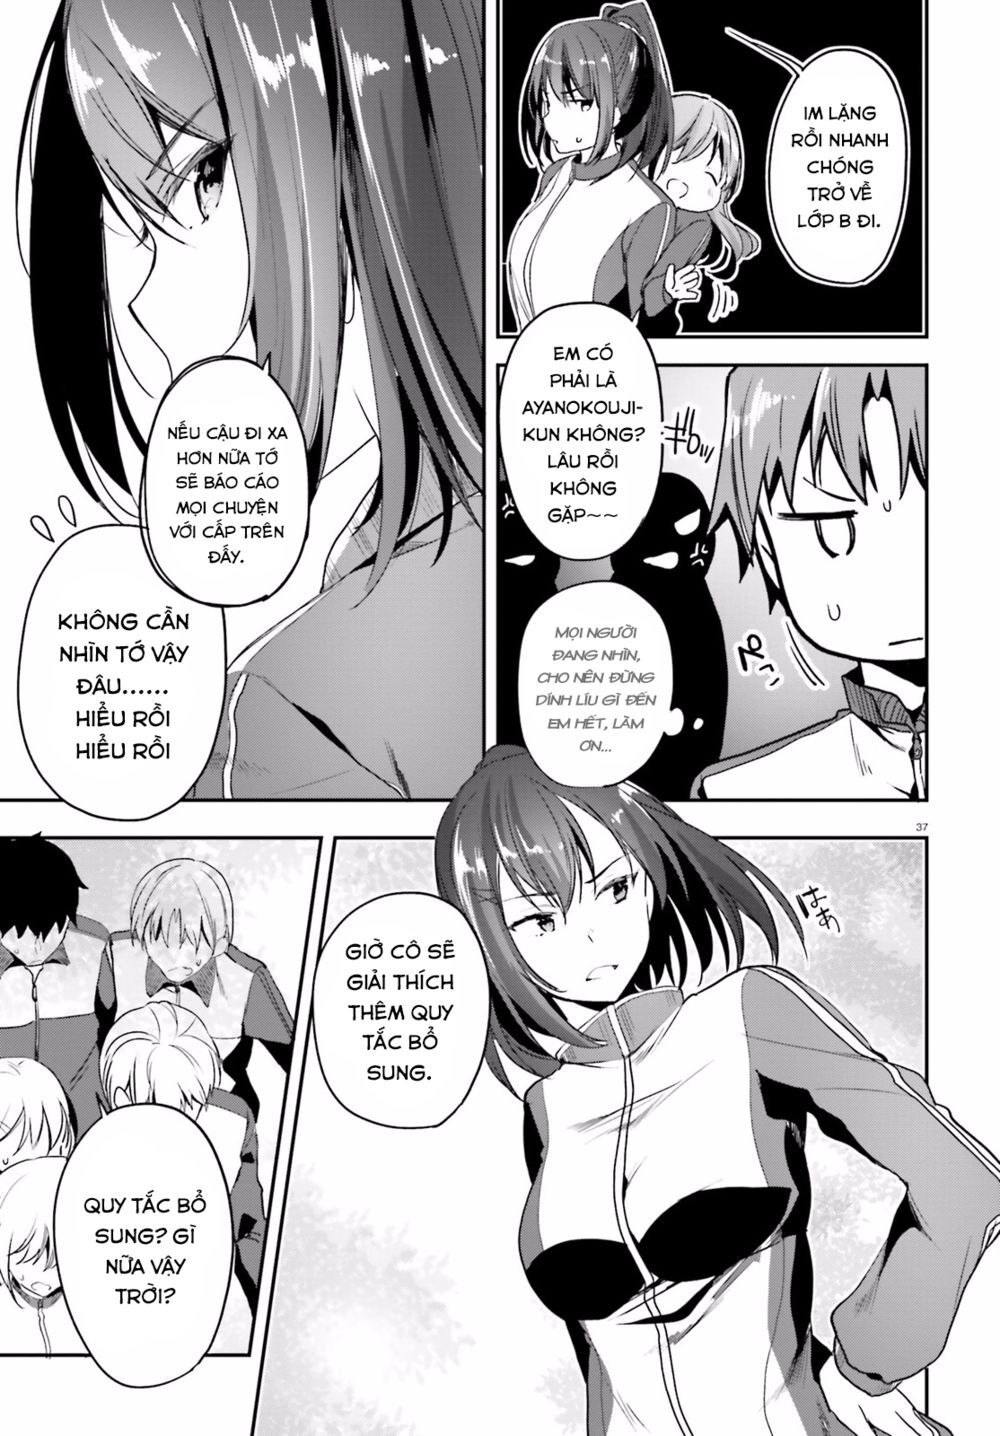 IM LẶNG
RỒI NHANH
CHÓNG
TRỞ VỀ
LỚP B ĐI.
EM CÓ
PHẢI LÀ
AYANOKOUJI-
KUN KHÔNG?
LÂU RỒI
KHÔNG
GẶP~~
MỌI NGƯỜI
ĐANG NHÌN,
CHO NÊN ĐỪNG
DÍNH LÍU GÌ ĐẾN
EM HẾT, LÀM
ƠN...
NẾU CẬU ĐI XA
HƠN NỮA TỚ
SẼ BÁO CÁO
MỌI CHUYỆN
VỚI CẤP TRÊN
ĐẤY.
KHÔNG CẦN
NHÌN TỚ VẬY
ĐÂU......
HIỂU RỒI
HIỂU RỒI
37
はぁ
GIỜ CÔ SẼ
GIẢI THÍCH
THÊM QUY
TẮC BỔ
SUNG.
QUY TẮC BỔ
SUNG? GÌ
NỮA VẬY
TRỜI?